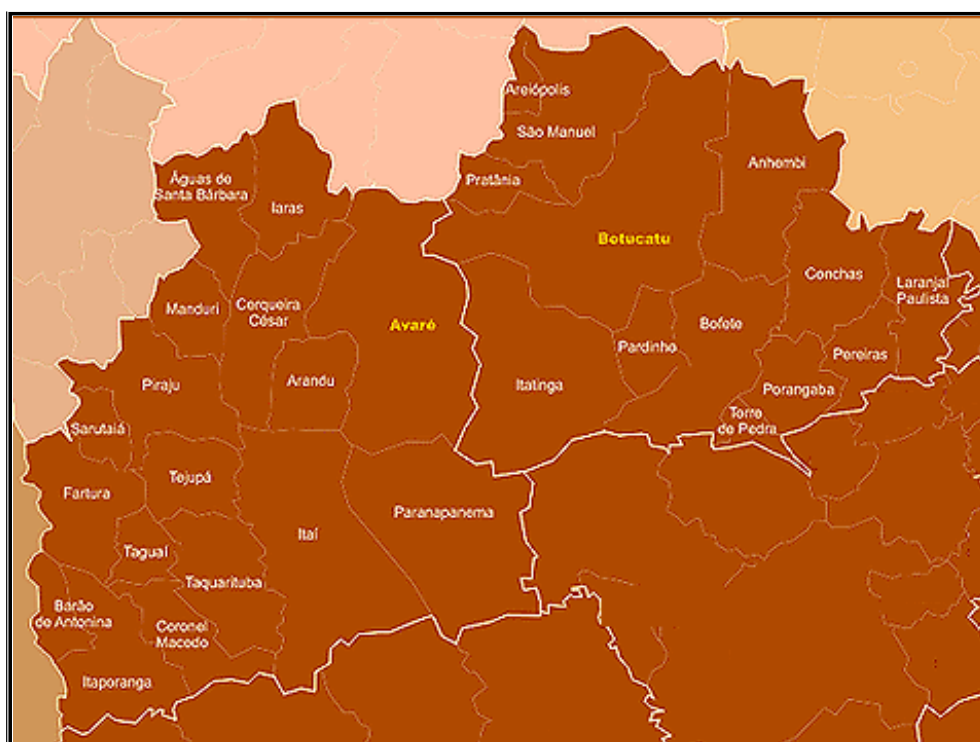 Areiópolis
São Manuel
Anhembi
Águas de
Santa Bárbara
Pratânia
Iaras
Botucatu
Conchas
Laranjal
Paulista
Manduri
Cerqueira
César
Avaré
Bofete
Pardinho
Pereiras
Piraju
Arandu
Itatinga
Porangaba
Torre
de Pedra
Sarutaiá
Fartura
Tejupá
Paranapanema
Itaí
Taguaí
Taquarituba
Barão
de Antonina
Coronel
Macedo
Itaporanga